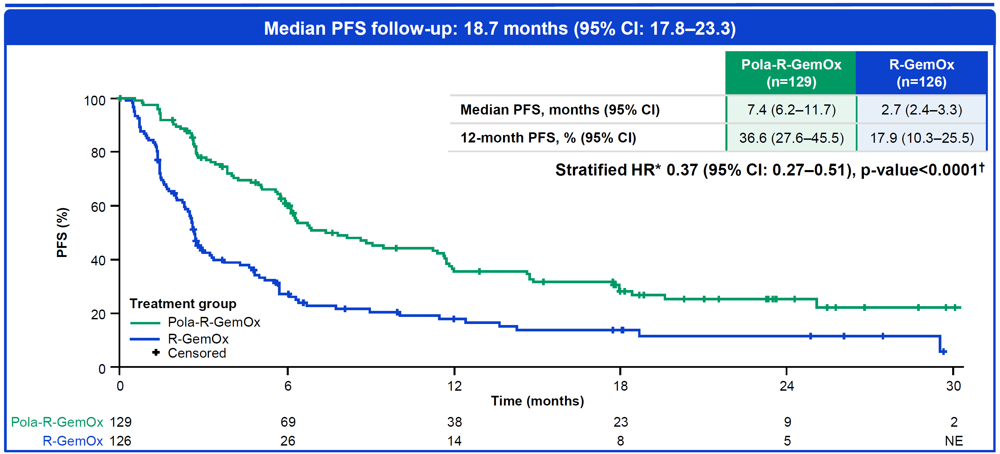 Median PFS follow-up: 18.7 months (95% CI: 17.8–23.3)
Pola-R-GemOx
(n=129)
R-GemOx
(n=126)
Median PFS, months (95% CI) 7.4 (6.2–11.7) 2.7 (2.4–3.3)
12-month PFS, % (95% CI) 36.6 (27.6–45.5) 17.9 (10.3–25.5)
Stratified HR* 0.37 (95% CI: 0.27–0.51), p-value<0.0001†
PFS (%)
100
80
60
40
20
0
Treatment group
Pola-R-GemOx
R-GemOx
Censored
0 6 12 18 24 30
Time (months)
Pola-R-GemOx 129 69 38 23 9 2
R-GemOx 126 26 14 8 5 NE